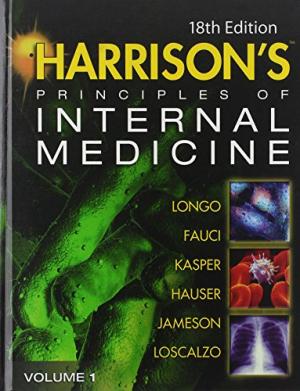 18th Edition
HARRISON'S
PRINCIPLES OF
INTERNAL
MEDICINE
LONGO
FAUCI
KASPER
HAUSER
JAMESON
LOSCALZO
VOLUME 1